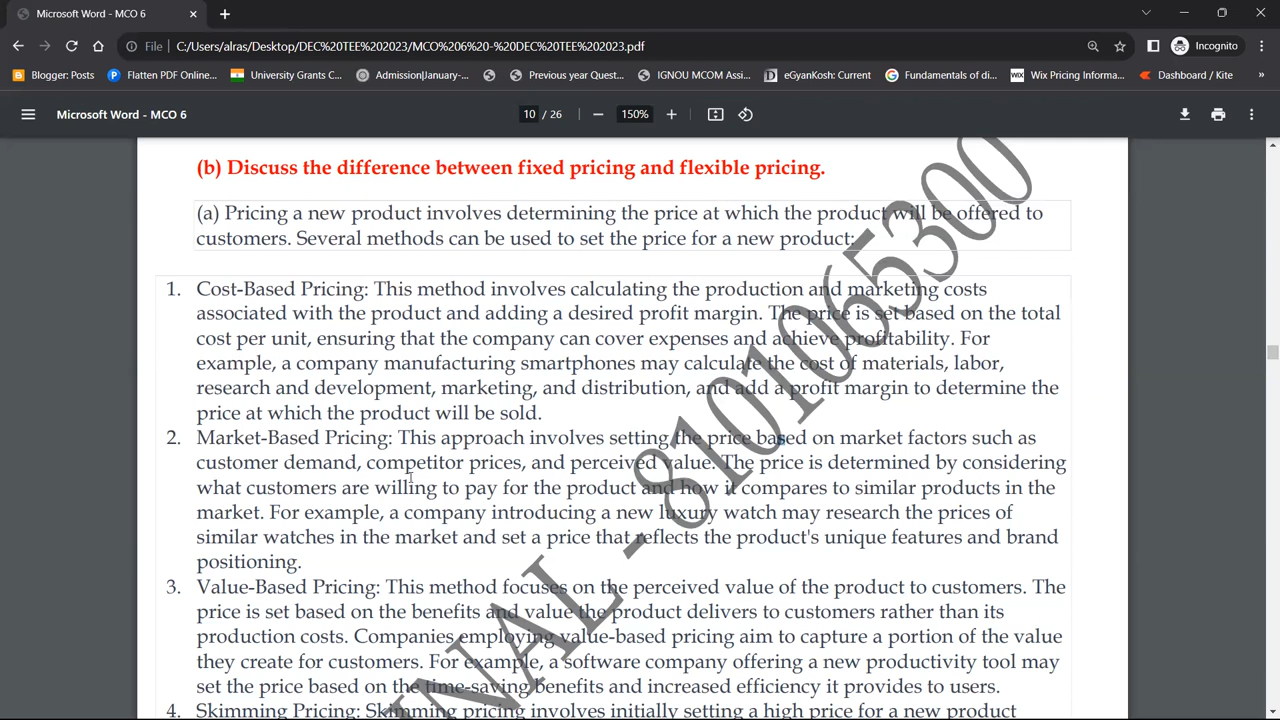 Microsoft Word - MCO 6
Incognito
File
C:/Users/alras/Desktop/DEC%20TEE%202023/MCO%206%20-%20DEC%20TEE%202023.pdf
Blogger: Posts
Flatten PDF Online...
University Grants C...
Admission|January-...
Previous year Quest...
IGNOU MCOM Assi...
eGyanKosh: Current
Fundamentals of di...
WIX
Wix Pricing Informa...
Dashboard / Kite
»
Microsoft Word - MCO 6
10 / 26
150%
(b) Discuss the difference between fixed pricing and flexible pricing.
(a) Pricing a new product involves determining the price at which the product will be offered to
customers. Several methods can be used to set the price for a new product:
1. Cost-Based Pricing: This method involves calculating the production and marketing costs
associated with the product and adding a desired profit margin. The price is set based on the total
cost per unit, ensuring that the company can cover expenses and achieve profitability. For
example, a company manufacturing smartphones may calculate the cost of materials, labor,
research and development, marketing, and distribution, and add a profit margin to determine the
price at which the product will be sold.
2. Market-Based Pricing: This approach involves setting the price based on market factors such as
customer demand, competitor prices, and perceived value. The price is determined by considering
what customers are willing to pay for the product and how it compares to similar products in the
market. For example, a company introducing a new luxury watch may research the prices of
similar watches in the market and set a price that reflects the product's unique features and brand
positioning.
3. Value-Based Pricing: This method focuses on the perceived value of the product to customers. The
price is set based on the benefits and value the product delivers to customers rather than its
production costs. Companies employing value-based pricing aim to capture a portion of the value
they create for customers. For example, a software company offering a new productivity tool may
set the price based on the time-saving benefits and increased efficiency it provides to users.
4. Skimming Pricing: Skimming pricing involves initially setting a high price for a new product
INAL - 8101065300